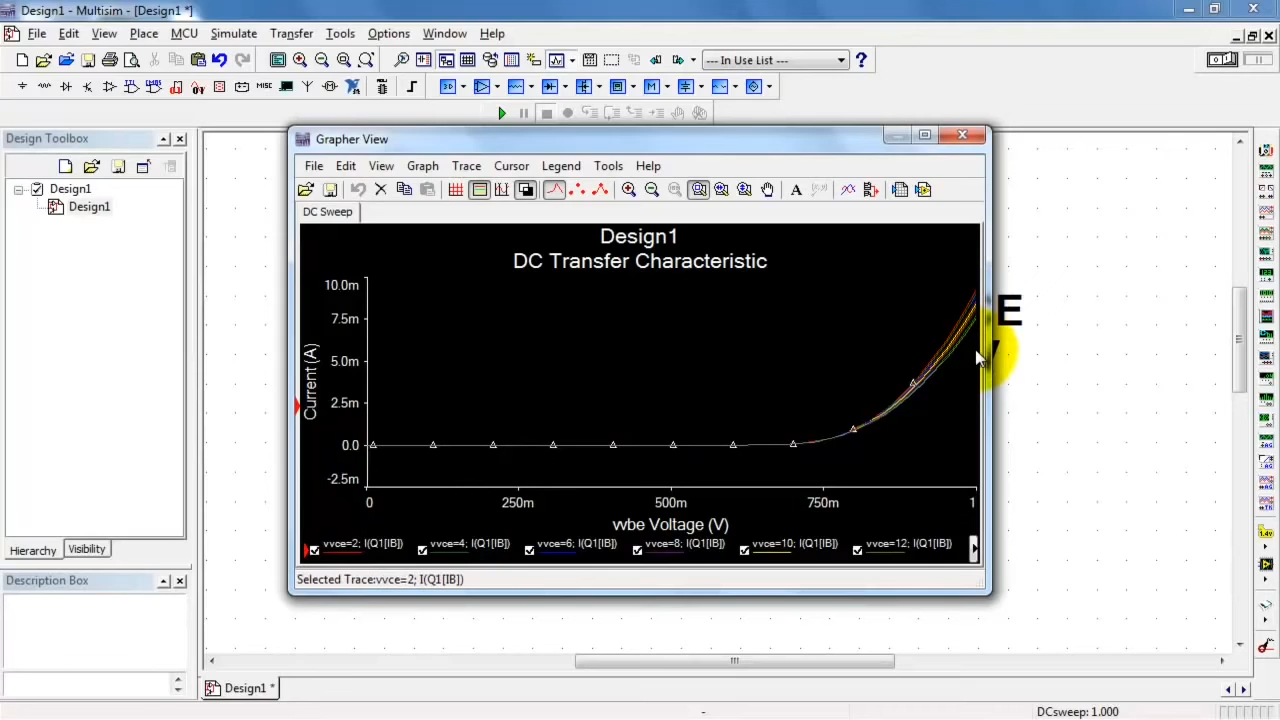 Design1 - Multisim - [Design1 *]
File Edit View Place MCU Simulate Transfer Tools Options Window Help
--- In Use List ---
MISC
Design Toolbox
Design1
Design1
Hierarchy Visibility
Description Box
Grapher View
File Edit View Graph Trace Cursor Legend Tools Help
DC Sweep
Design1
DC Transfer Characteristic
10.0m
7.5m
5.0m
2.5m
0.0
-2.5m
Current (A)
0 250m 500m 750m 1
vvbe Voltage (V)
vvce=2; I(Q1[IB]) vvce=4; I(Q1[IB]) vvce=6; I(Q1[IB]) vvce=8; I(Q1[IB]) vvce=10; I(Q1[IB]) vvce=12; I(Q1[IB])
Selected Trace:vvce=2; I(Q1[IB])
E
Design1 *
-
DCsweep: 1.000